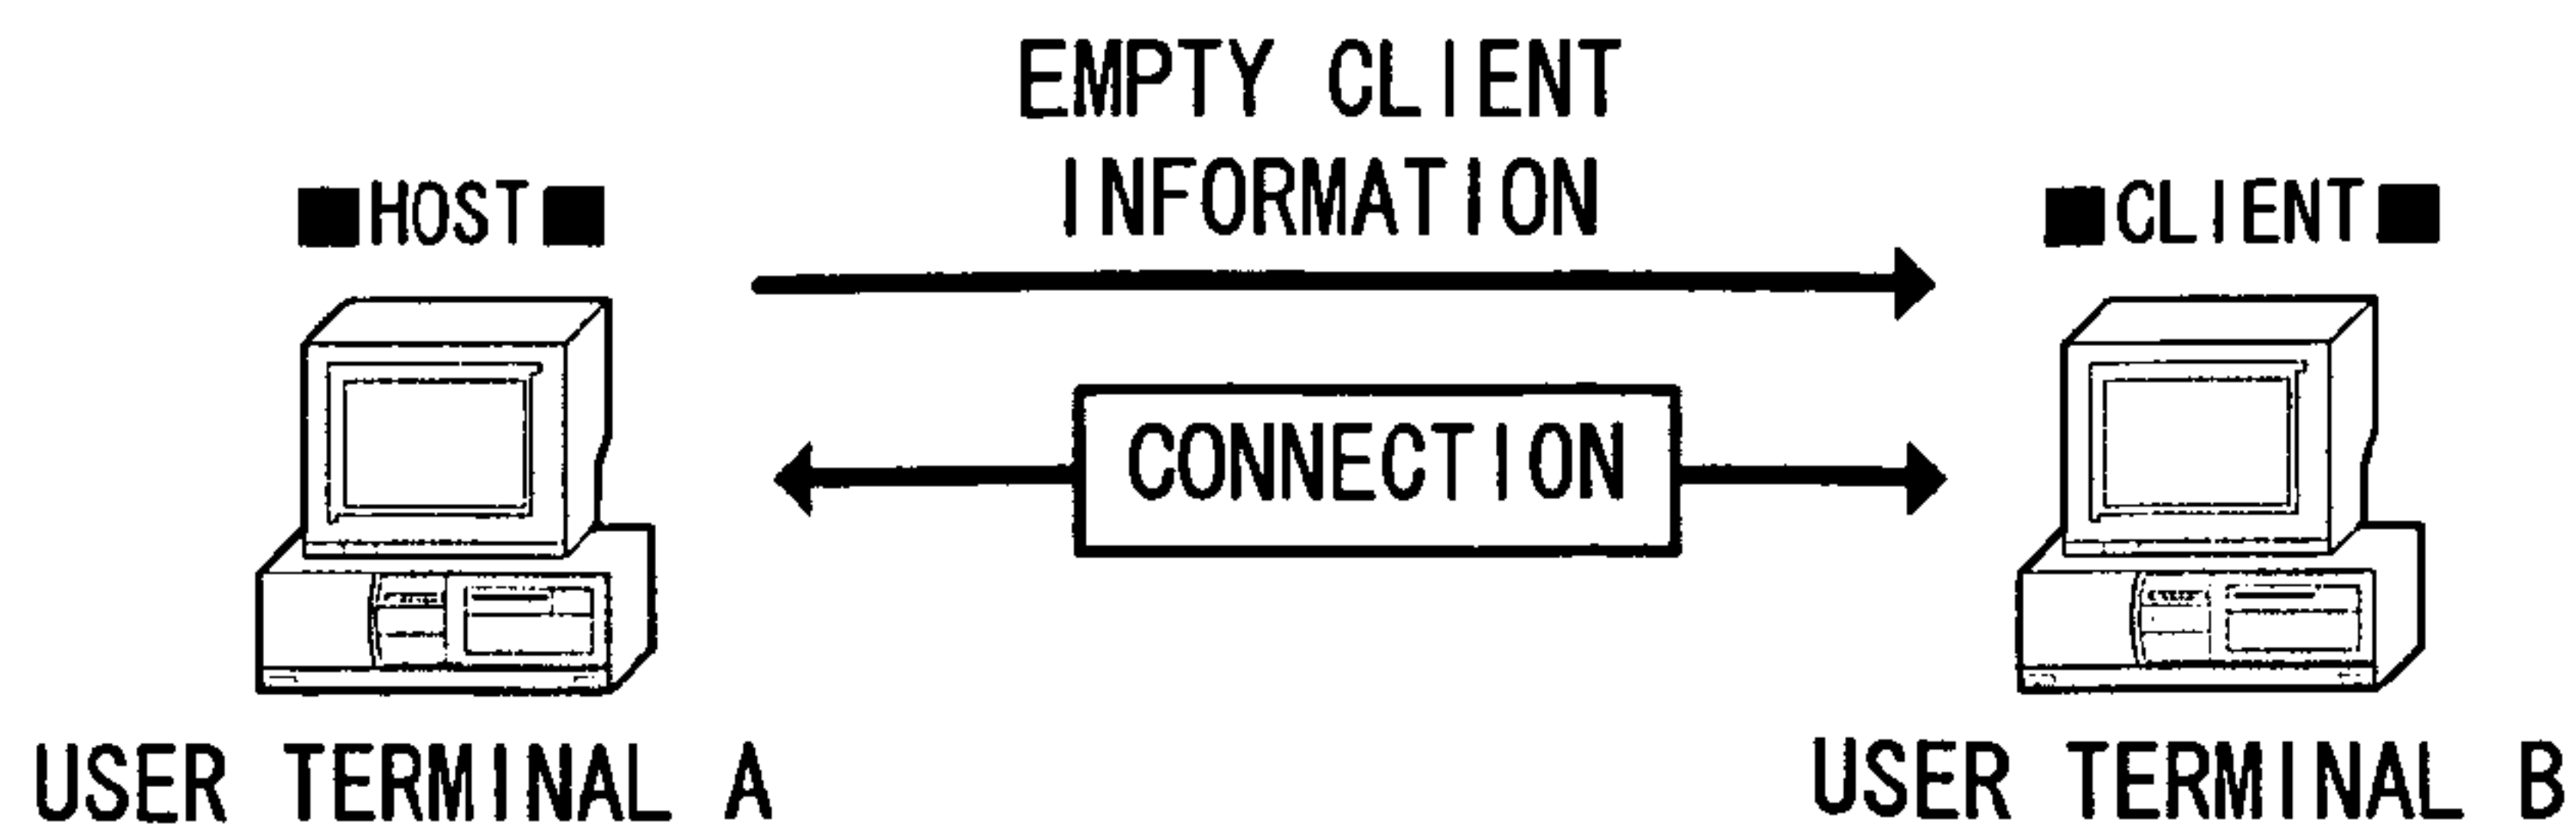 EMPTY CLIENT
INFORMATION
■HOST■
■CLIENT■
CONNECTION
USER TERMINAL A
USER TERMINAL B